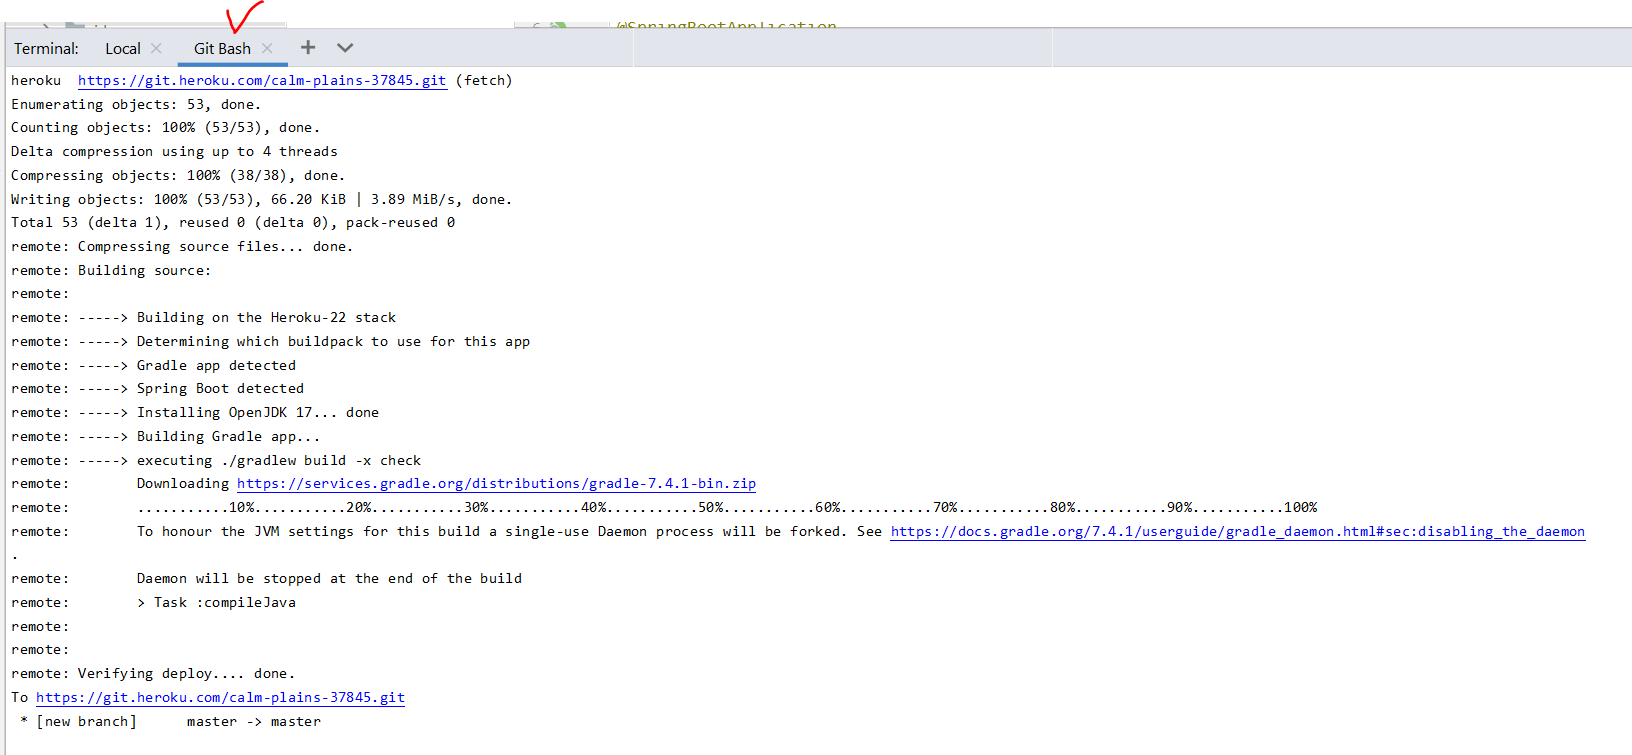 @SpringBootApplication
Terminal: Local Git Bash
heroku  https://git.heroku.com/calm-plains-37845.git (fetch)
Enumerating objects: 53, done.
Counting objects: 100% (53/53), done.
Delta compression using up to 4 threads
Compressing objects: 100% (38/38), done.
Writing objects: 100% (53/53), 66.20 KiB | 3.89 MiB/s, done.
Total 53 (delta 1), reused 0 (delta 0), pack-reused 0
remote: Compressing source files... done.
remote: Building source:
remote:
remote: -----> Building on the Heroku-22 stack
remote: -----> Determining which buildpack to use for this app
remote: -----> Gradle app detected
remote: -----> Spring Boot detected
remote: -----> Installing OpenJDK 17... done
remote: -----> Building Gradle app...
remote: -----> executing ./gradlew build -x check
remote:        Downloading https://services.gradle.org/distributions/gradle-7.4.1-bin.zip
remote:        ...........10%...........20%...........30%...........40%...........50%...........60%...........70%...........80%...........90%...........100%
remote:        To honour the JVM settings for this build a single-use Daemon process will be forked. See https://docs.gradle.org/7.4.1/userguide/gradle_daemon.html#sec:disabling_the_daemon
.
remote:        Daemon will be stopped at the end of the build
remote:        > Task :compileJava
remote:
remote:
remote: Verifying deploy.... done.
To https://git.heroku.com/calm-plains-37845.git
 * [new branch]      master -> master